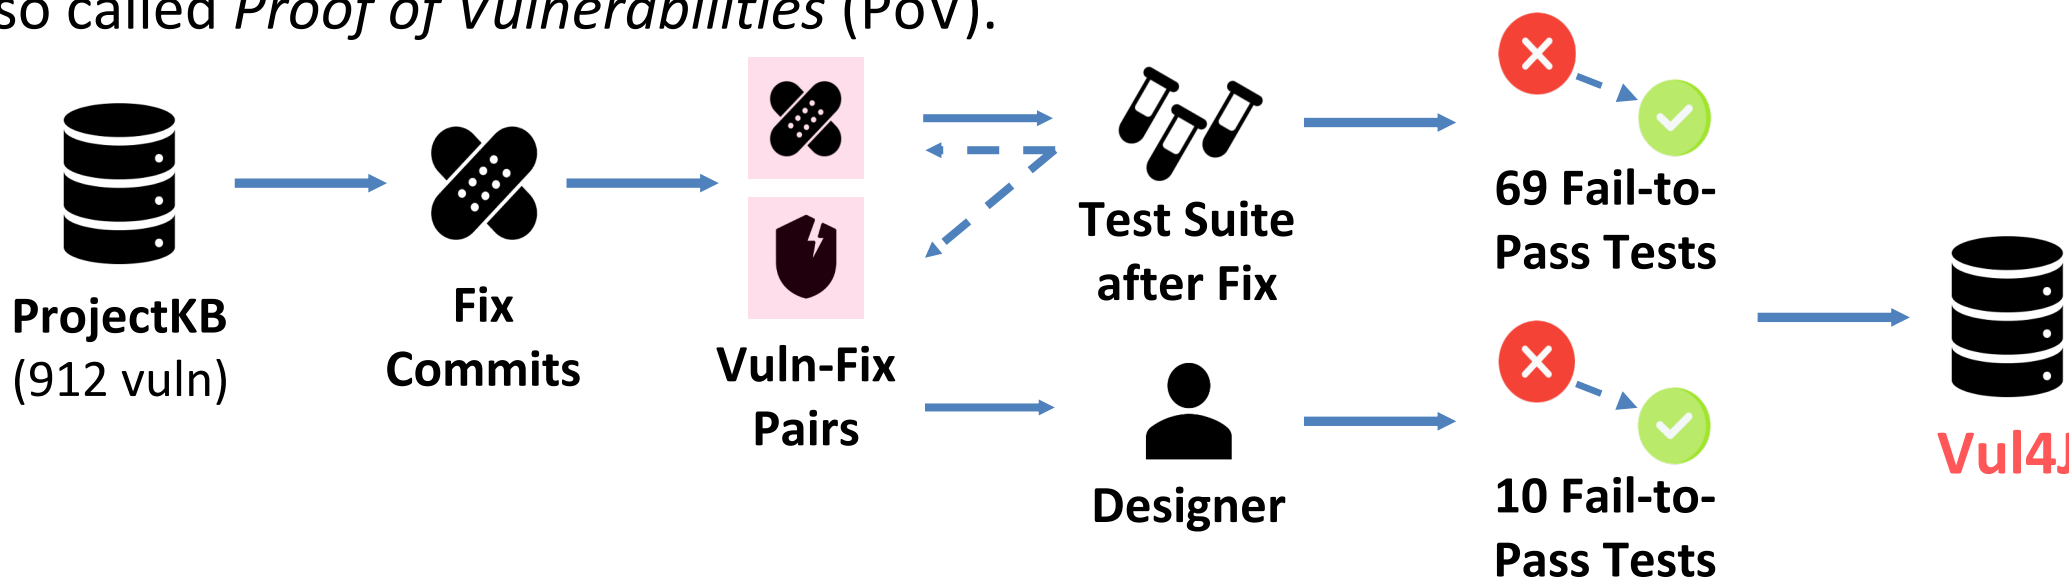 so called Proof of Vulnerabilities (PoV).
ProjectKB
(912 vuln)
Fix
Commits
Vuln-Fix
Pairs
Test Suite
after Fix
Designer
69 Fail-to-
Pass Tests
10 Fail-to-
Pass Tests
Vul4J